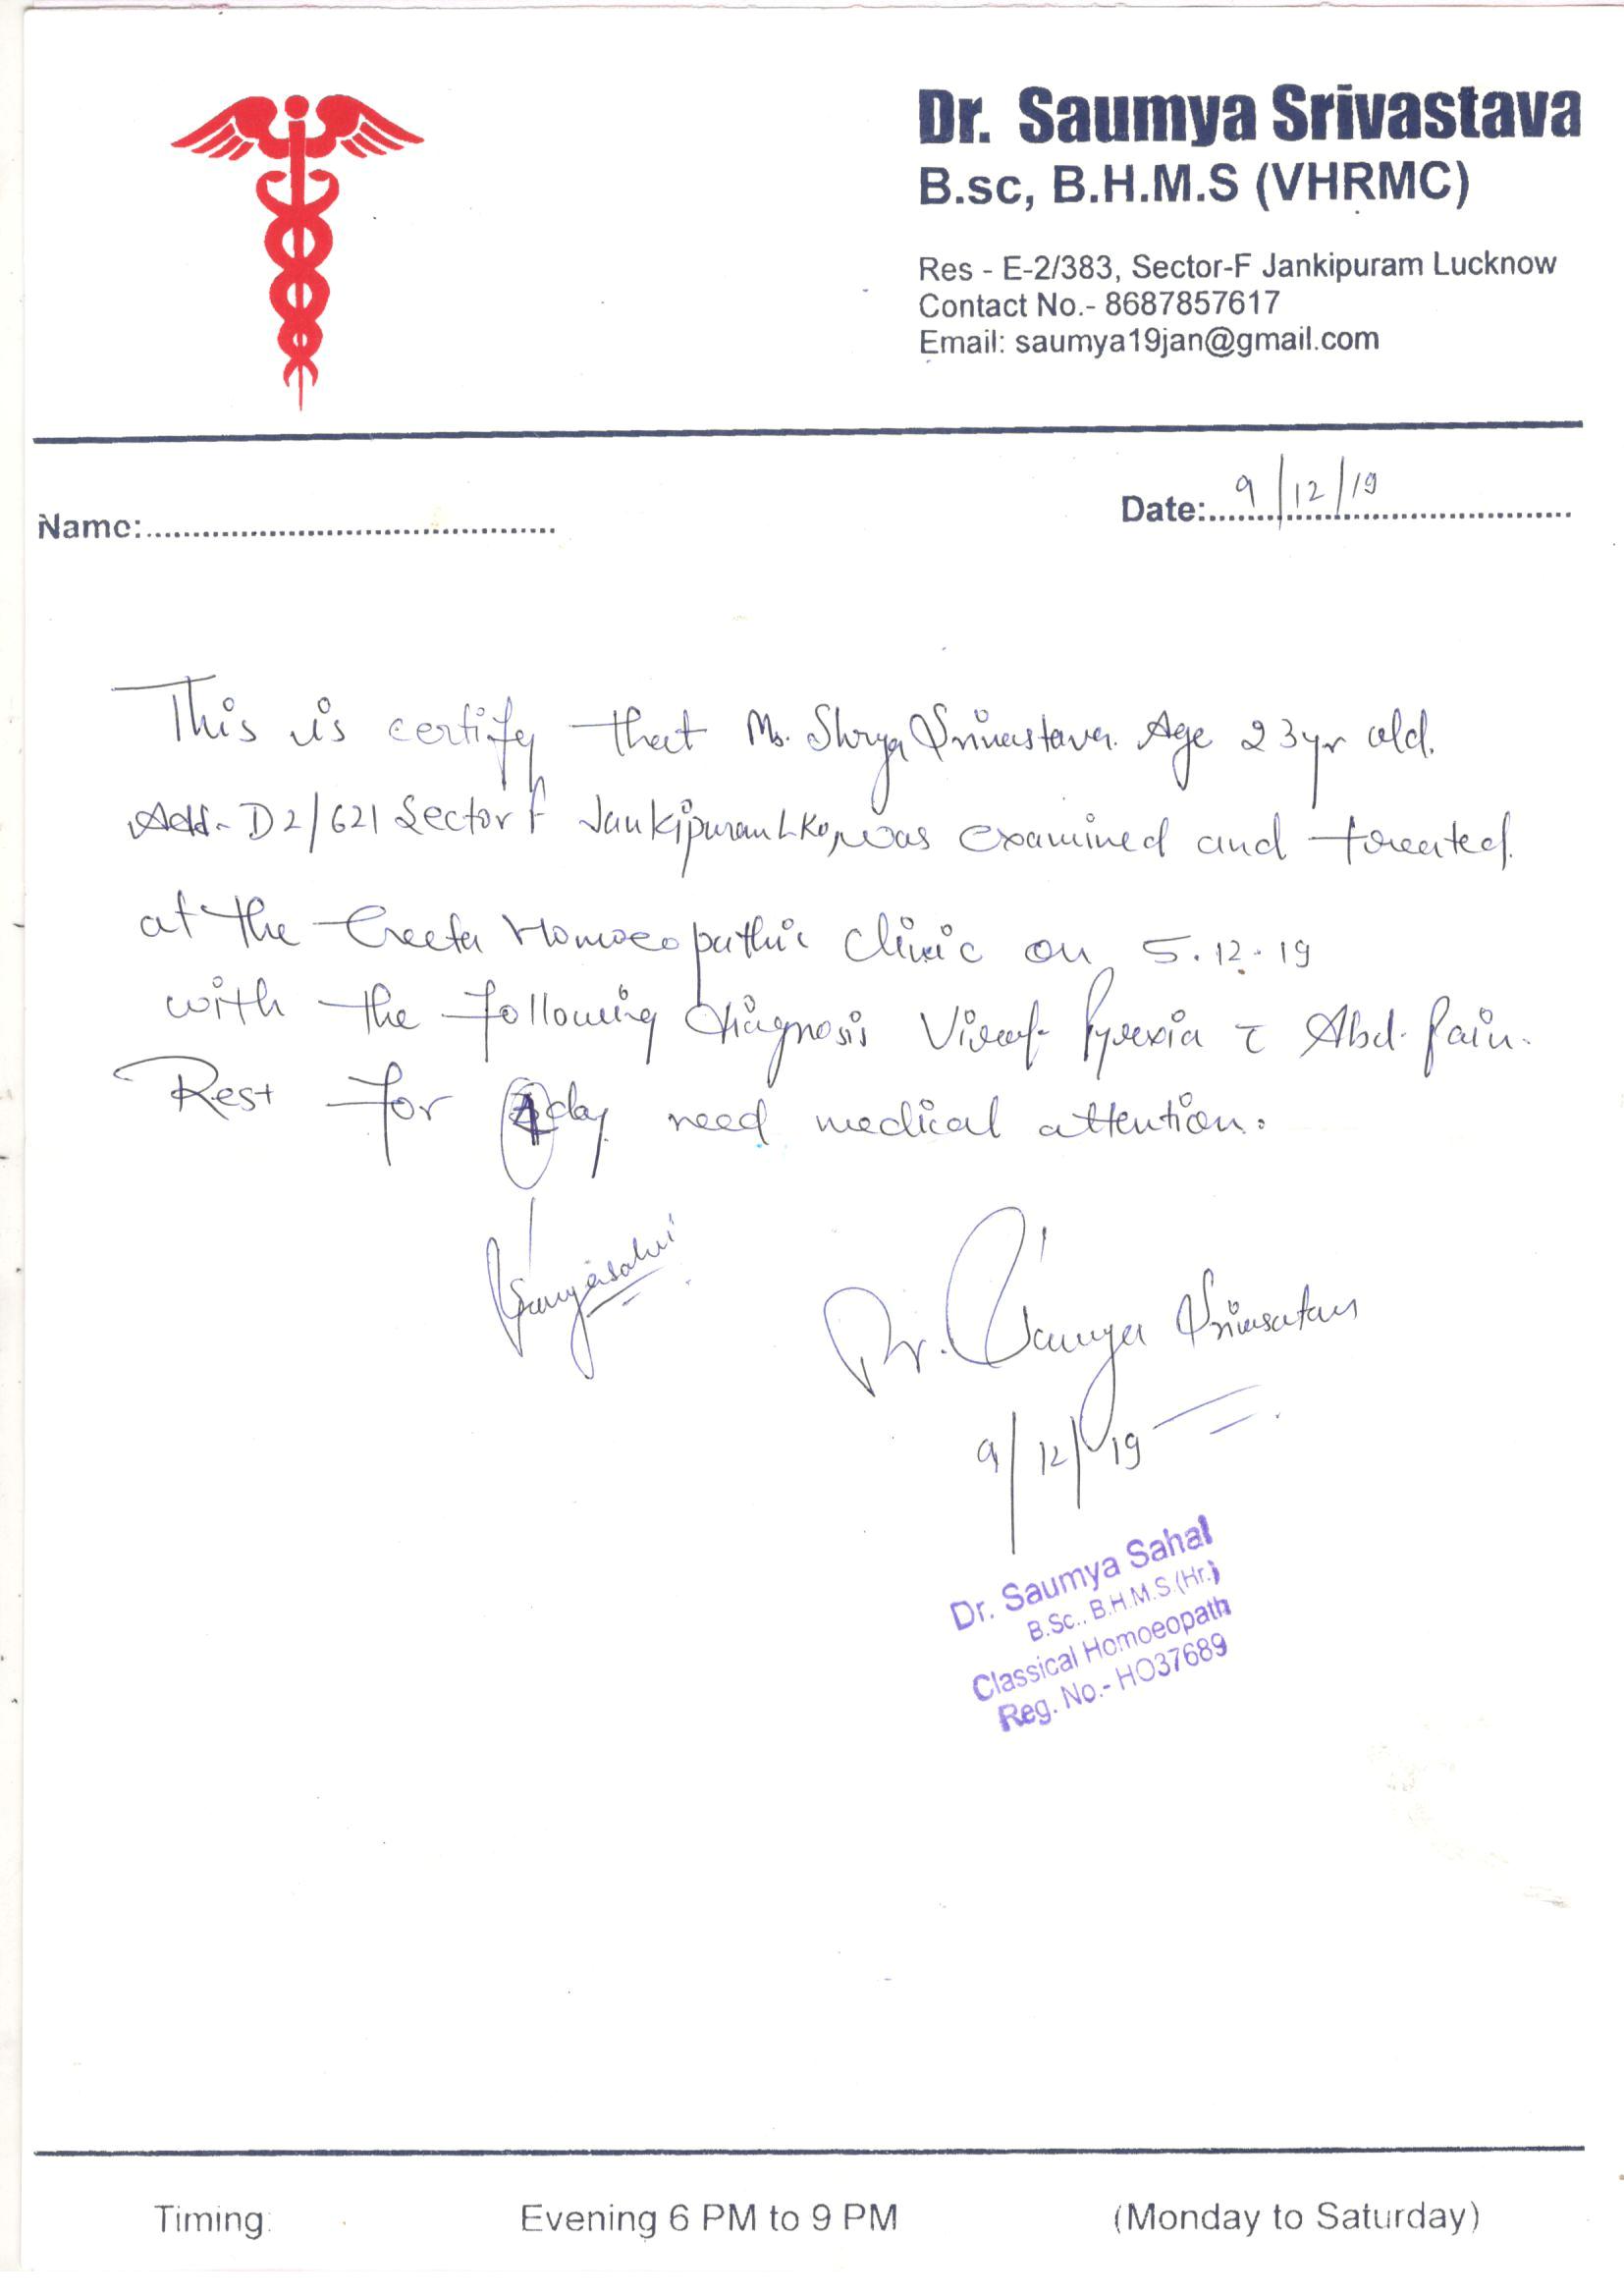 Dr. Saumya Srivastava
B.sc, B.H.M.S (VHRMC)
Res - E-2/383, Sector-F Jankipuram Lucknow
Contact No.- 8687857617
Email: saumya19jan@gmail.com
Name:
Date: 9/12/19
This is certify that Ms. Shrya Srivastava. Age 23yr old.
Add- D2/621 Sector F Jankipuram Lko, was examined and treated.
at the Geeta Homoeopathic Clinic on 5.12.19
with the following diagnosis Viral Pyrexia c Abd. Pain.
Rest for day need medical attention.
Saumyasahai
Dr. Saumya Srivastava
9/12/19
Dr. Saumya Sahai
B.Sc., B.H.M.S.(Hr.)
Classical Homoeopath
Reg. No.- HO37689
Timing: Evening 6 PM to 9 PM (Monday to Saturday)